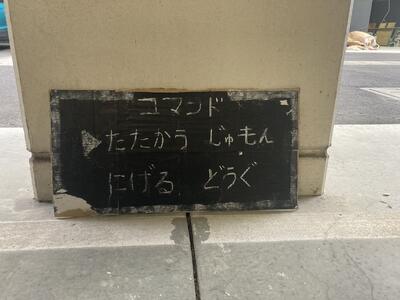 コマンド
▶たたかう じゅもん
にげる どうぐ